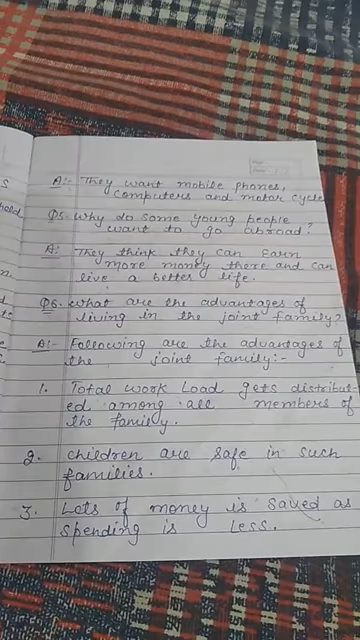 A:- They want mobile phones,
computers and motor cycle
Q5. Why do some young people
want to go abroad?
A:- They think they can earn
more money there and can
live a better life.
Q6. What are the advantages of
living in the joint family?
A:- Following are the advantages of
the joint family:-
1. Total work load gets distribut-
ed among all members of
the family.
2. children are safe in such
families.
3. Lots of money is saved as
spending is less.